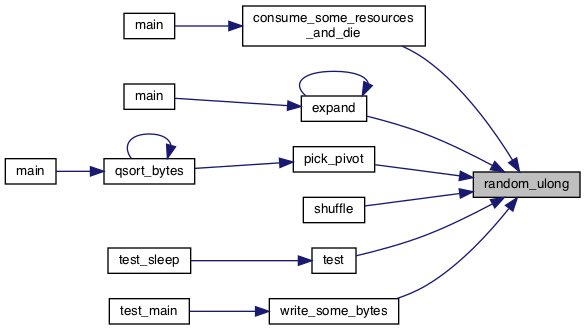 main
consume_some_resources
_and_die
main
expand
main
qsort_bytes
pick_pivot
random_ulong
shuffle
test_sleep
test
test_main
write_some_bytes